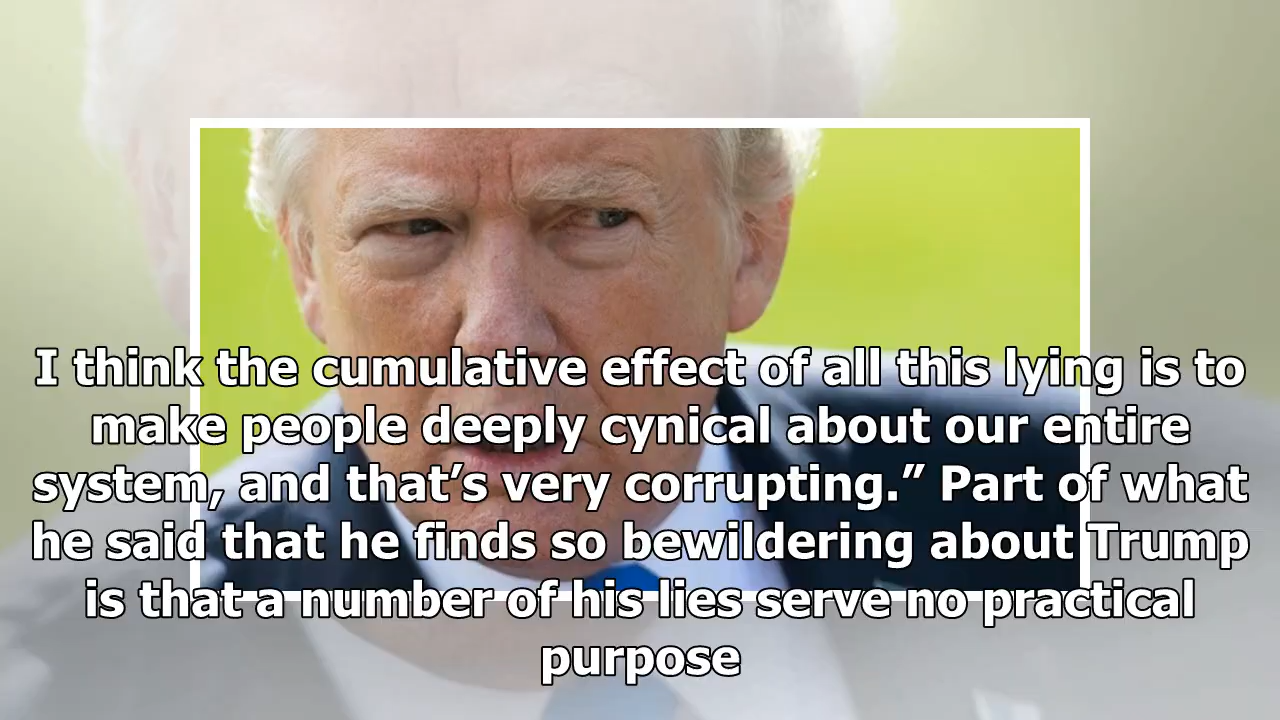 I think the cumulative effect of all this lying is to
make people deeply cynical about our entire
system, and that’s very corrupting.” Part of what
he said that he finds so bewildering about Trump
is that a number of his lies serve no practical
purpose